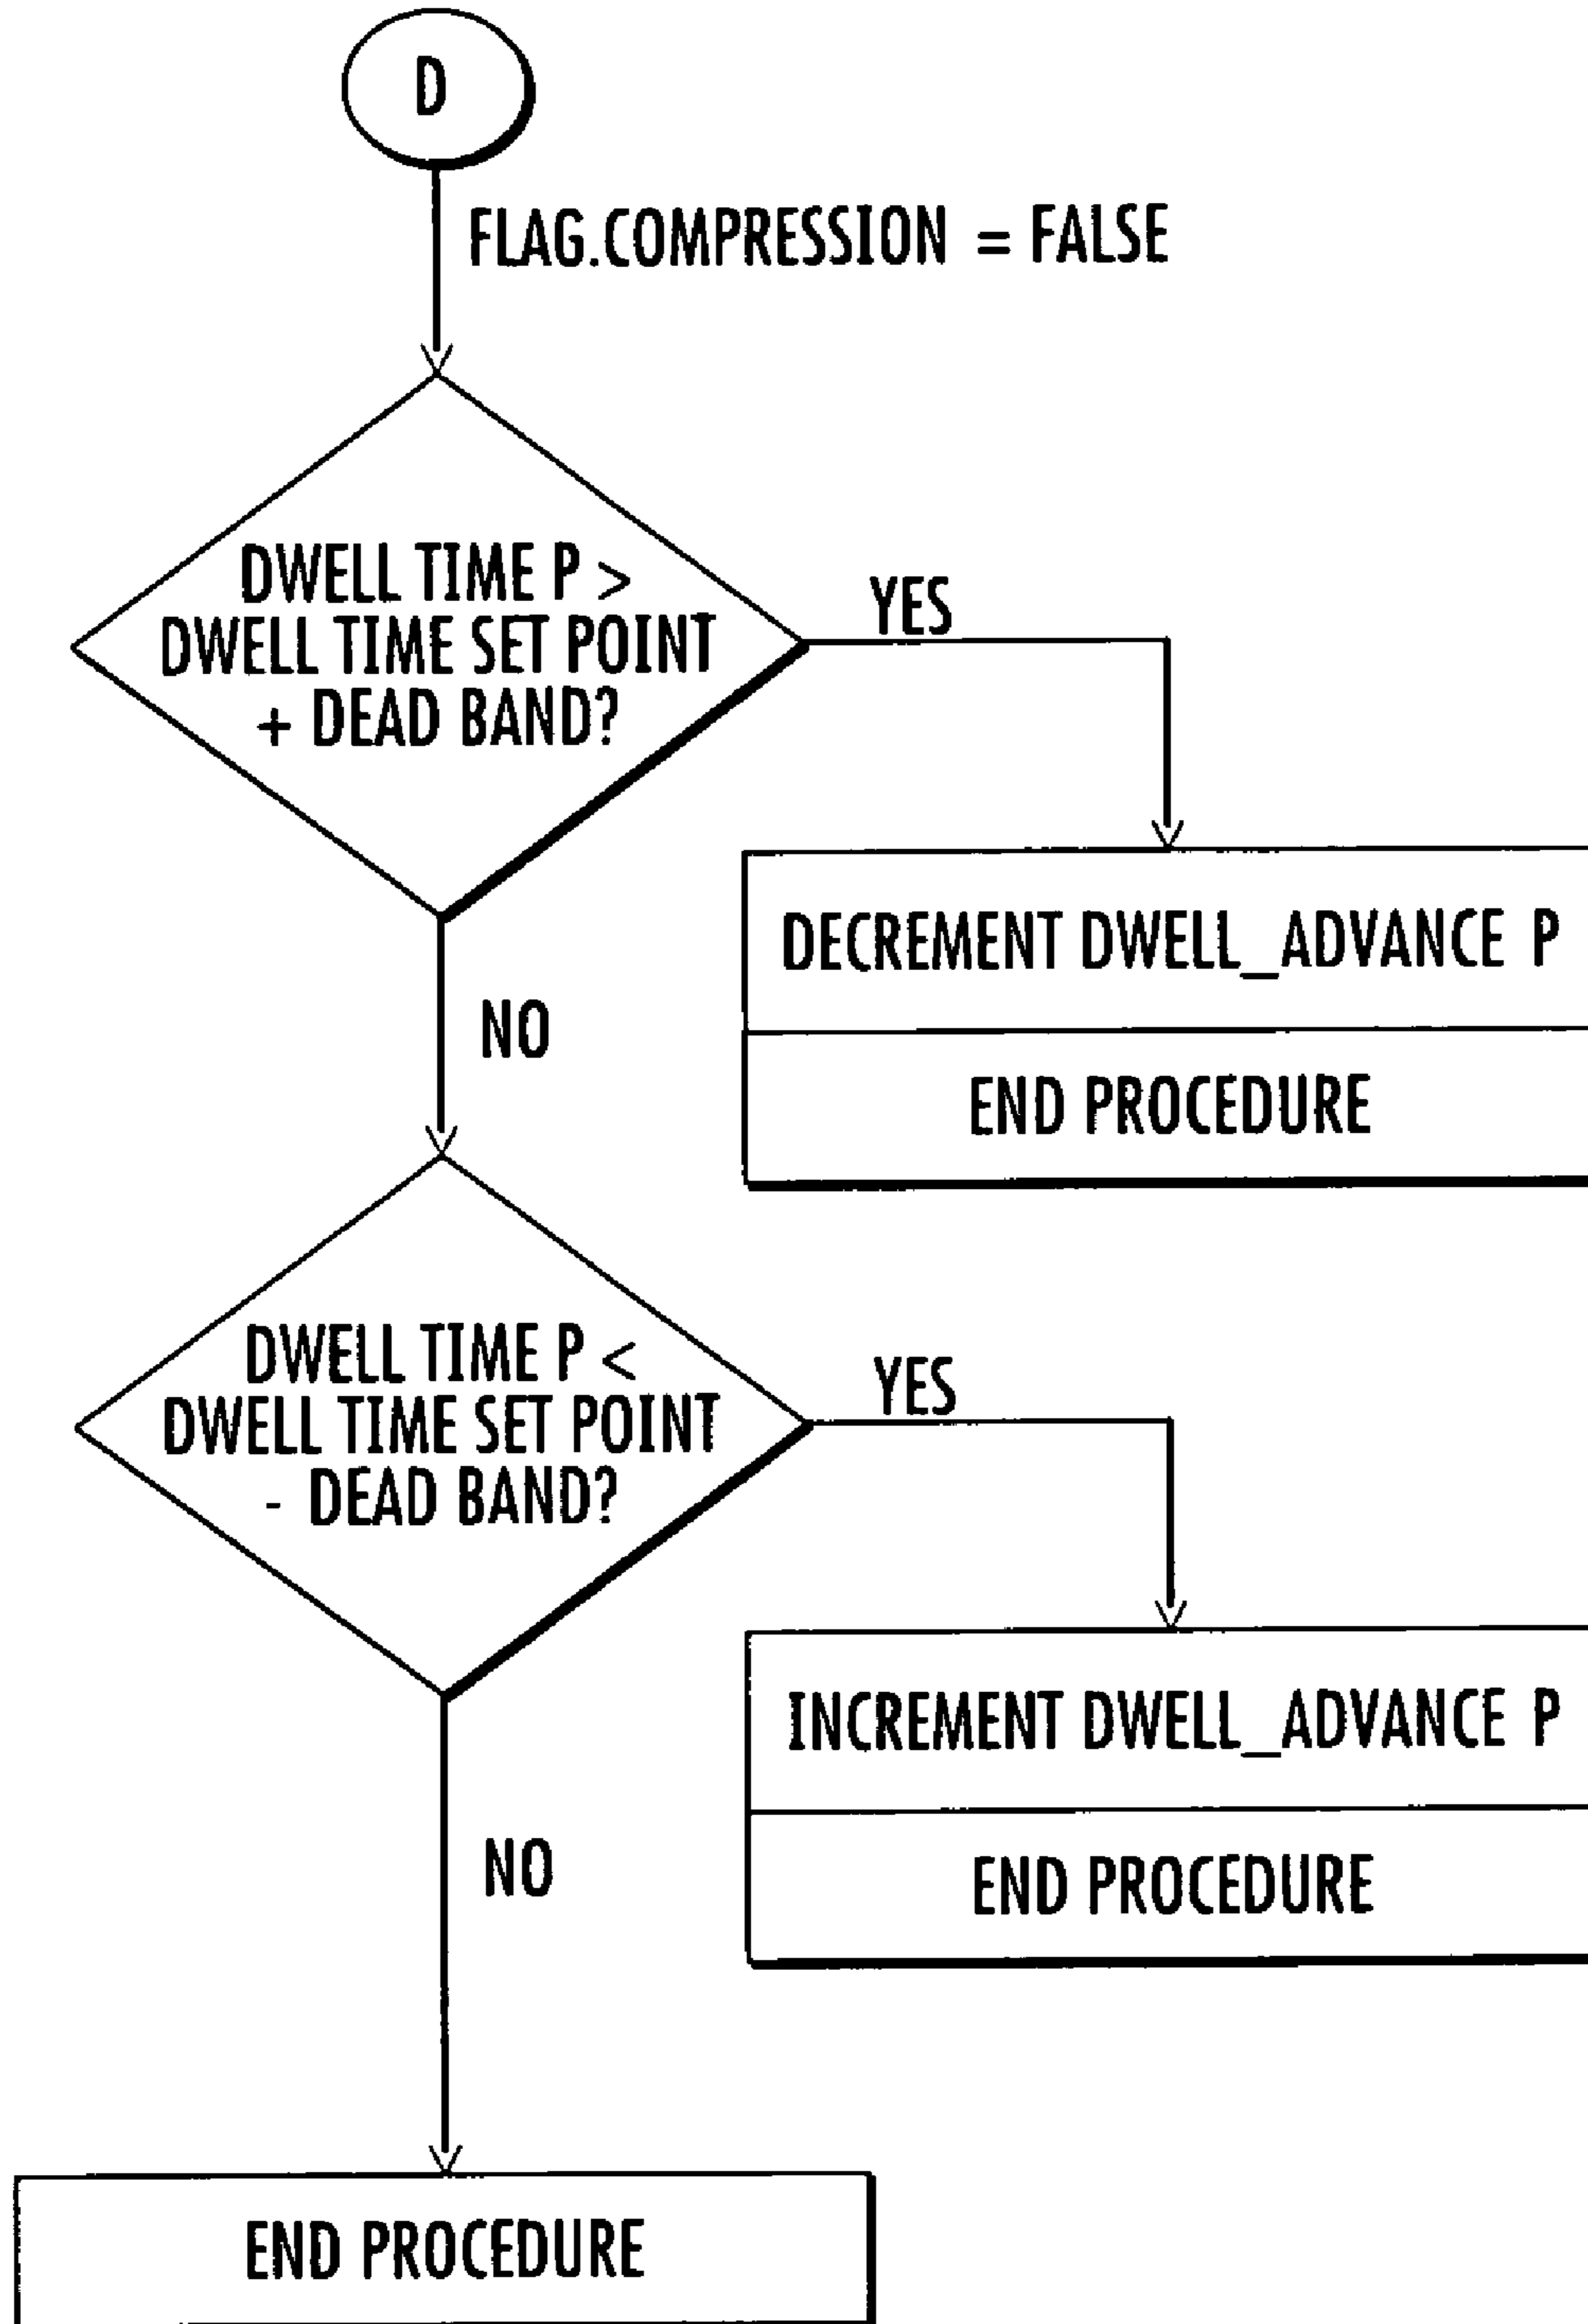 D
FLAG.COMPRESSION = FALSE
DWELL TIME P >
DWELL TIME SET POINT
+ DEAD BAND?
YES
DECREMENT DWELL_ADVANCE P
END PROCEDURE
NO
DWELL TIME P <
DWELL TIME SET POINT
- DEAD BAND?
YES
INCREMENT DWELL_ADVANCE P
END PROCEDURE
NO
END PROCEDURE